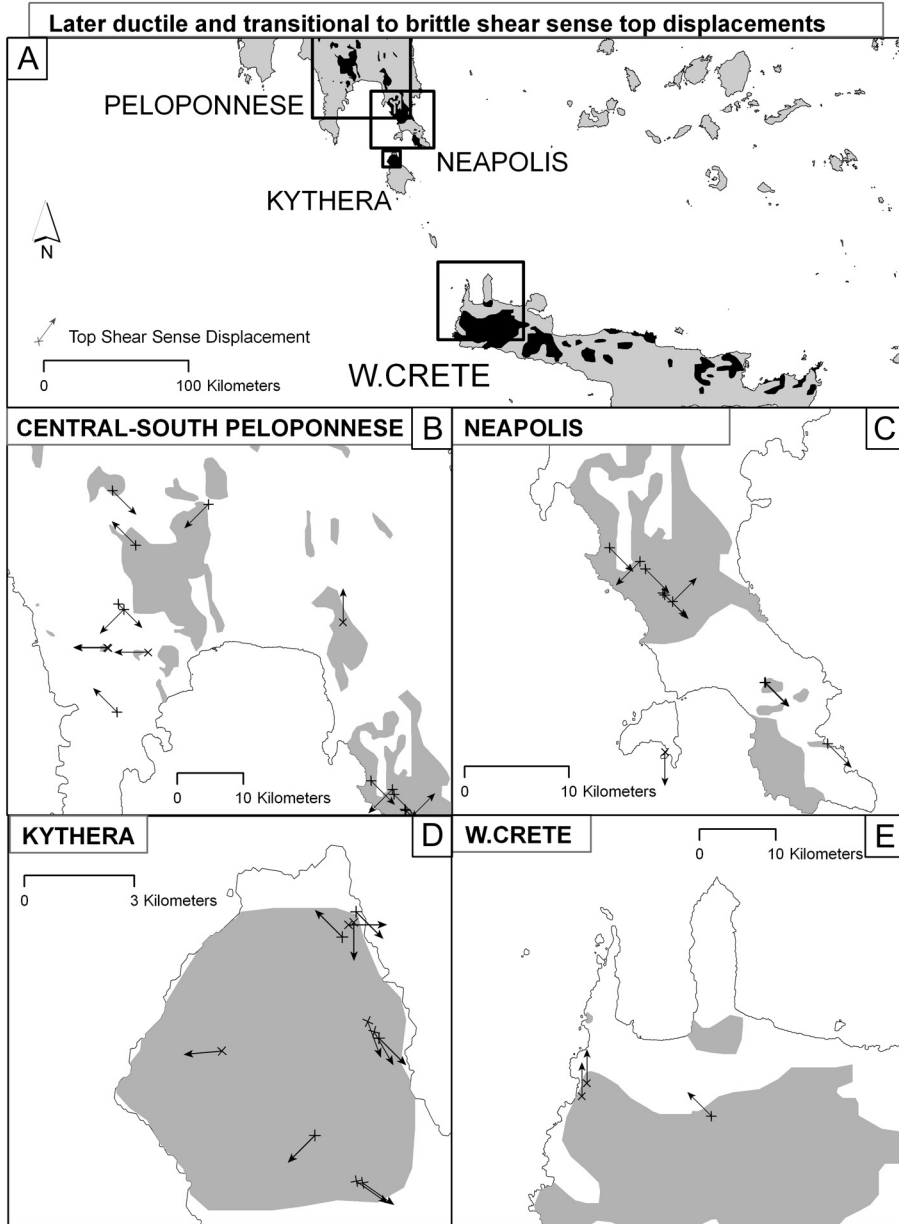 Later ductile and transitional to brittle shear sense top displacements
A
PELOPONNESE
NEAPOLIS
KYTHERA
N
Top Shear Sense Displacement
0 100 Kilometers
W.CRETE
CENTRAL-SOUTH PELOPONNESE B
0 10 Kilometers
NEAPOLIS C
0 10 Kilometers
KYTHERA D
0 3 Kilometers
W.CRETE E
0 10 Kilometers